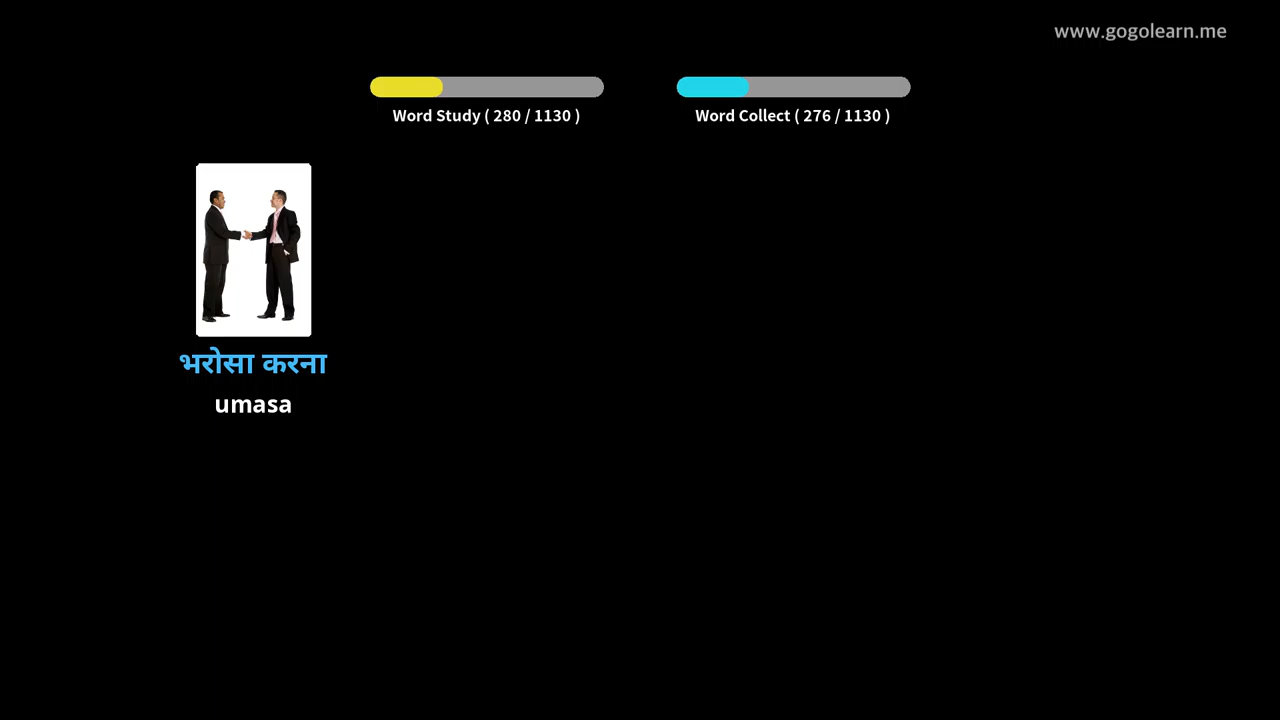 www.gogolearn.me
Word Study ( 280 / 1130 )
Word Collect ( 276 / 1130 )
भरोसा करना
umasa